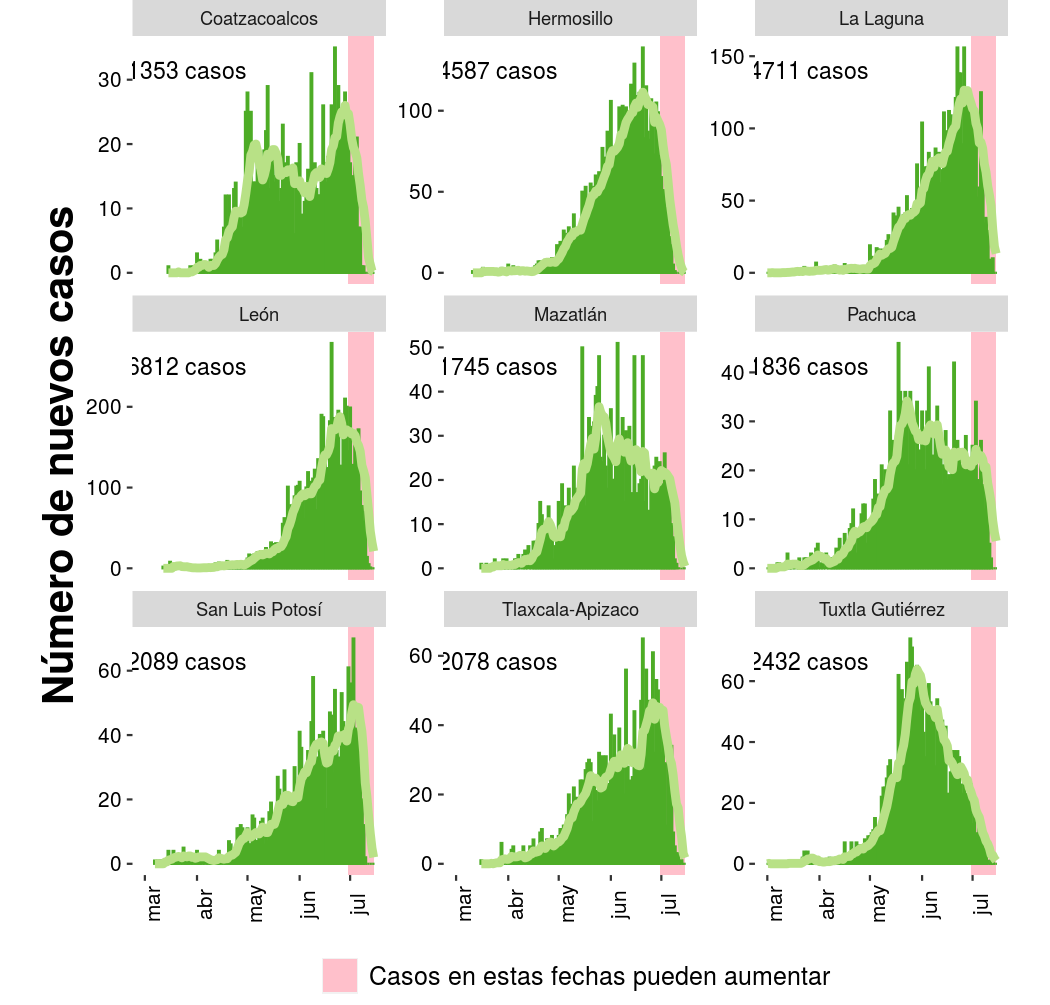 Coatzacoalcos
Hermosillo
La Laguna
1353 casos
4587 casos
4711 casos
30
20
10
0
100
50
0
150
100
50
0
León
Mazatlán
Pachuca
6812 casos
1745 casos
1836 casos
200
100
0
50
40
30
20
10
0
40
30
20
10
0
San Luis Potosí
Tlaxcala-Apizaco
Tuxtla Gutiérrez
2089 casos
2078 casos
2432 casos
60
40
20
0
60
40
20
0
60
40
20
0
mar
abr
may
jun
jul
mar
abr
may
jun
jul
mar
abr
may
jun
jul
Número de nuevos casos
Casos en estas fechas pueden aumentar